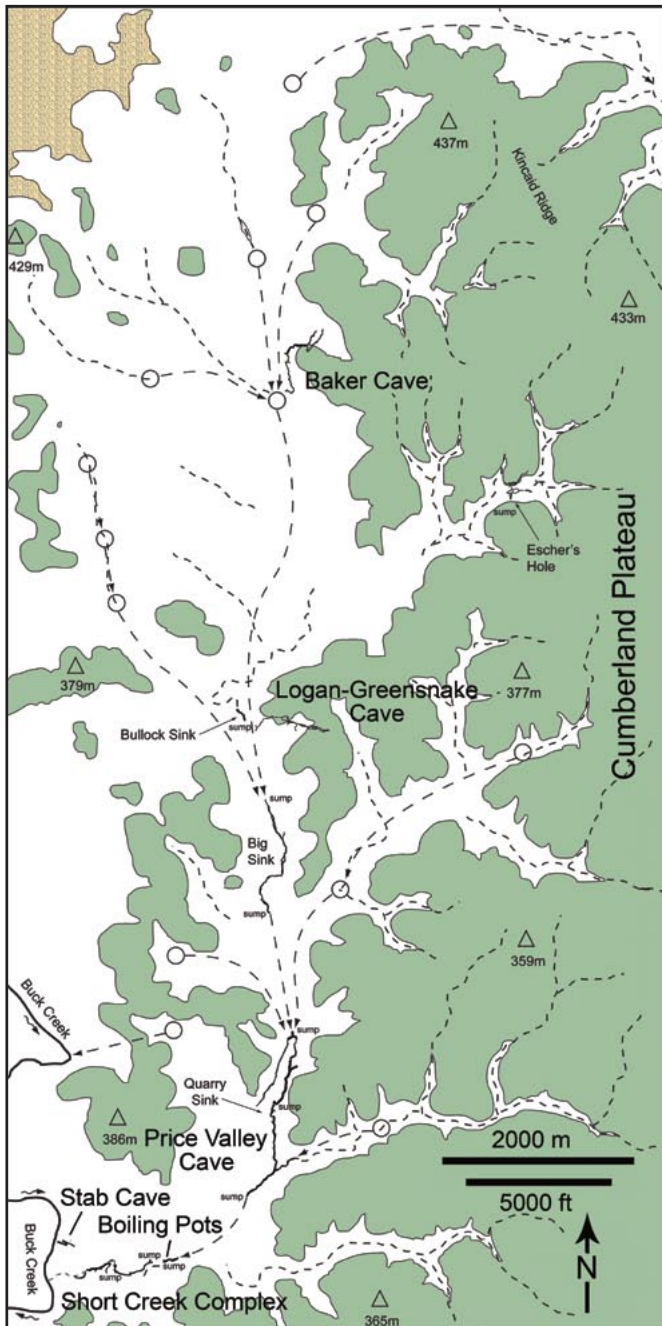 437m
Kincaid Ridge
429m
433m
Baker Cave
sump
Escher's
Hole
Cumberland Plateau
379m
Logan-Greensnake
Cave
377m
Bullock Sink
sump
sump
Big
Sink
sump
359m
Buck Creek
sump
Quarry
Sink
sump
386m
Price Valley
Cave
2000 m
5000 ft
sump
Stab Cave
Boiling Pots
Buck Creek
sump
sump
sump
N
Short Creek Complex
365m